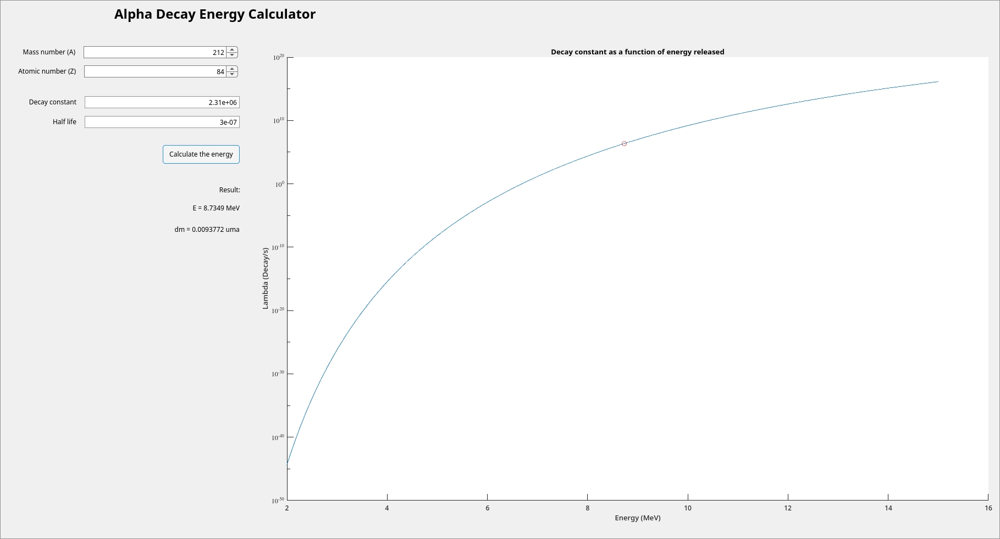 Alpha Decay Energy Calculator
Mass number (A) 212
Atomic number (Z) 84
Decay constant 2.31e+06
Half life 3e-07
Calculate the energy
Result:
E = 8.7349 MeV
dm = 0.0093772 uma
Decay constant as a function of energy released
10^20
10^10
10^0
10^-10
10^-20
10^-30
10^-40
10^-50
Lambda (Decay/s)
2 4 6 8 10 12 14 16
Energy (MeV)